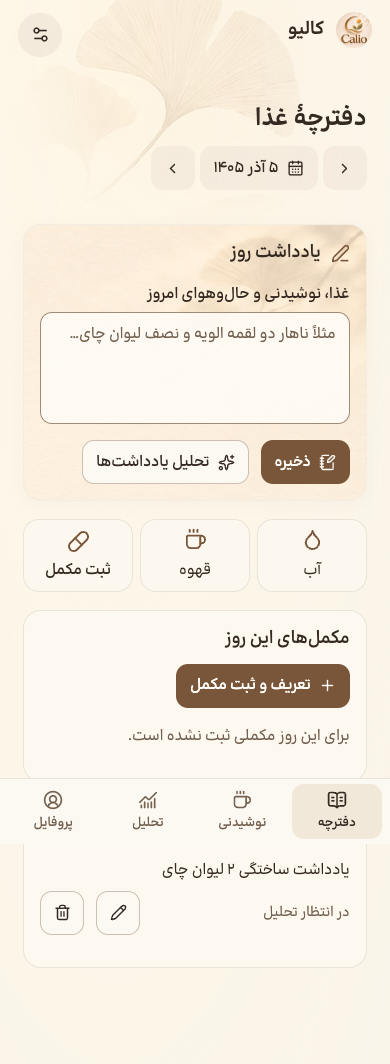 کالیو
Calio
دفترچهٔ غذا
۵ آذر ۱۴۰۵
یادداشت روز
غذا، نوشیدنی و حال‌وهوای امروز
مثلاً ناهار دو لقمه الویه و نصف لیوان چای…
ذخیره
تحلیل یادداشت‌ها
آب
قهوه
ثبت مکمل
مکمل‌های این روز
تعریف و ثبت مکمل
برای این روز مکملی ثبت نشده است.
دفترچه
نوشیدنی
تحلیل
پروفایل
یادداشت ساختگی ۲ لیوان چای
در انتظار تحلیل